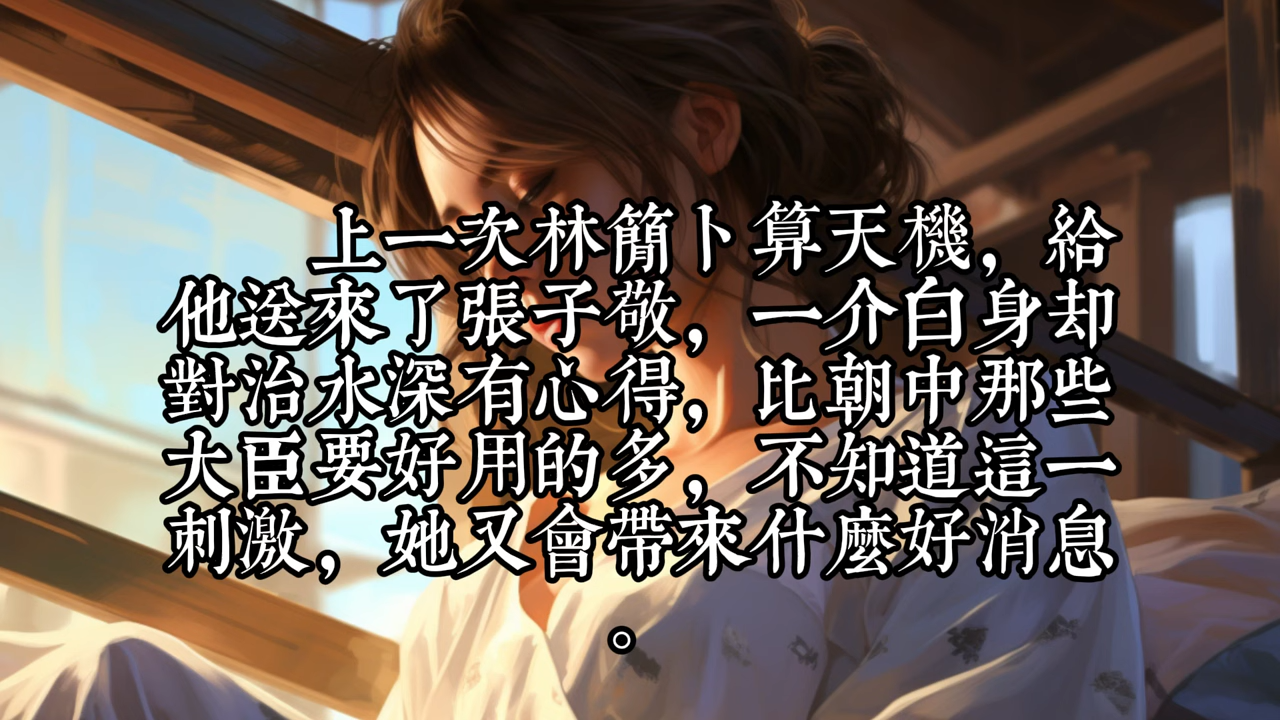 上一次林簡卜算天機，給
他送來了張子敬，一介白身却
對治水深有心得，比朝中那些
大臣要好用的多，不知道這一
刺激，她又會帶來什麼好消息
。